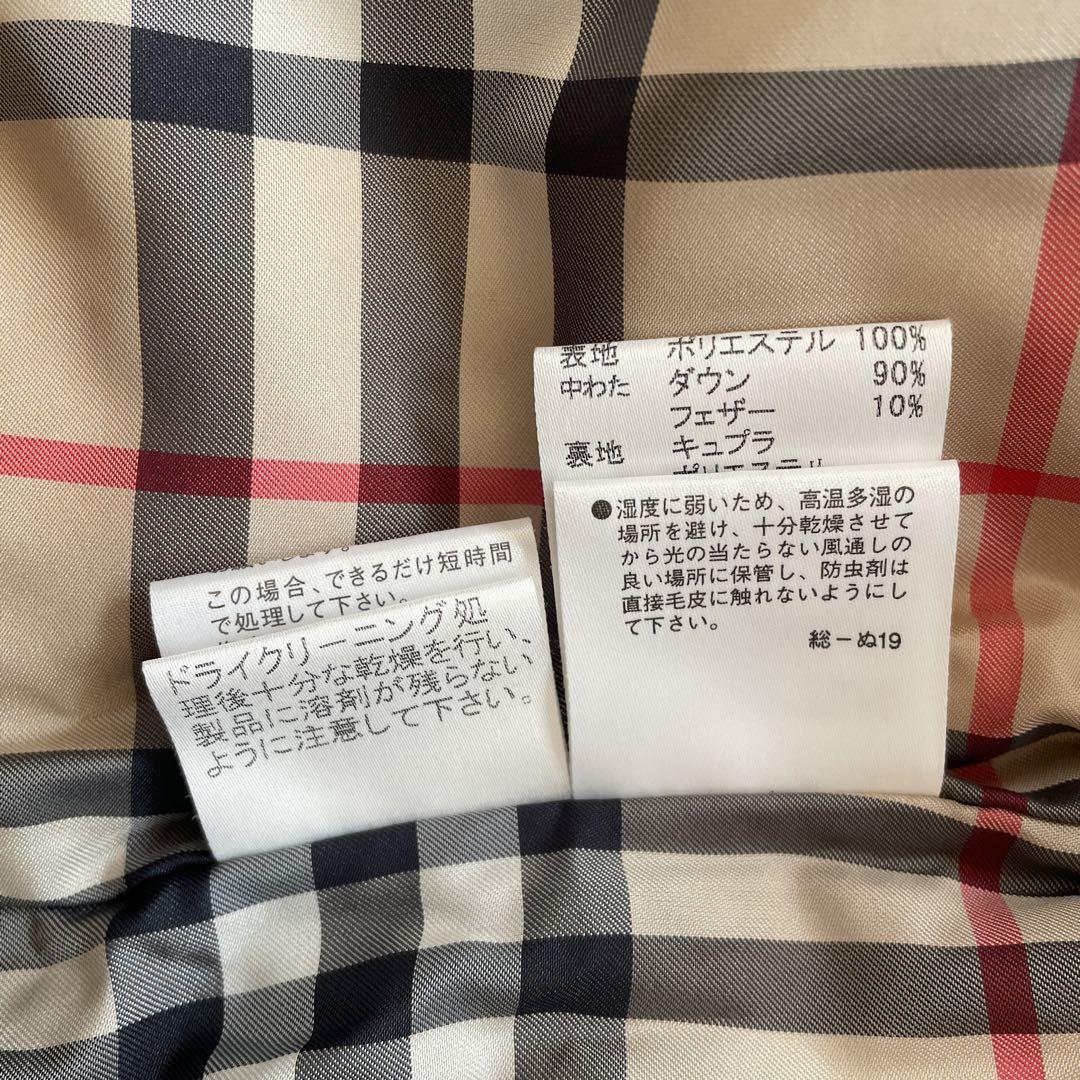 表地 ポリエステル 100%
中わた ダウン 90%
フェザー 10%
裏地 キュプラ
ポリエステル
●湿度に弱いため、高温多湿の
場所を避け、十分乾燥させて
から光の当たらない風通しの
良い場所に保管し、防虫剤は
直接毛皮に触れないようにし
て下さい。
総ーぬ19
この場合、できるだけ短時間
で処理して下さい。
ドライクリーニング処
理後十分な乾燥を行い、
製品に溶剤が残らない
ように注意して下さい。